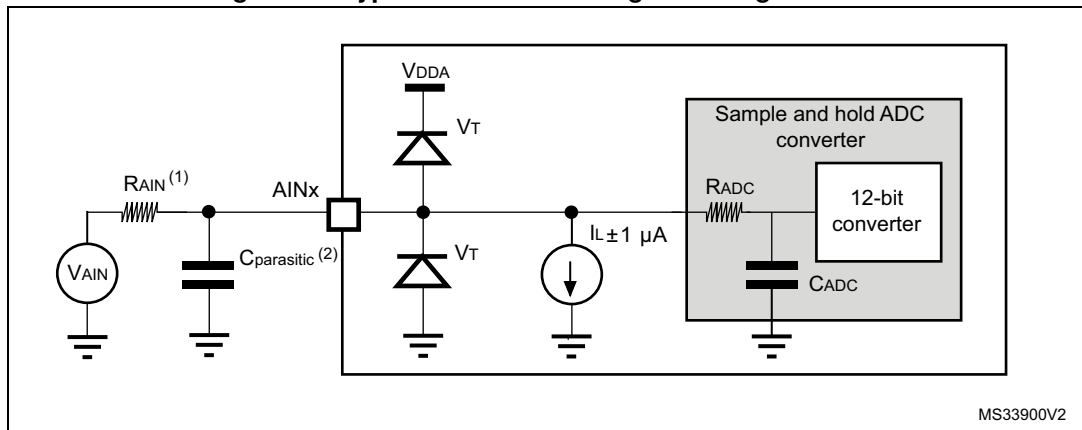 VDDA
Sample and hold ADC
converter
VT
RAIN (1)
AINx
RADC
12-bit
converter
IL±1 µA
VAIN
Cparasitic (2)
VT
CADC
MS33900V2